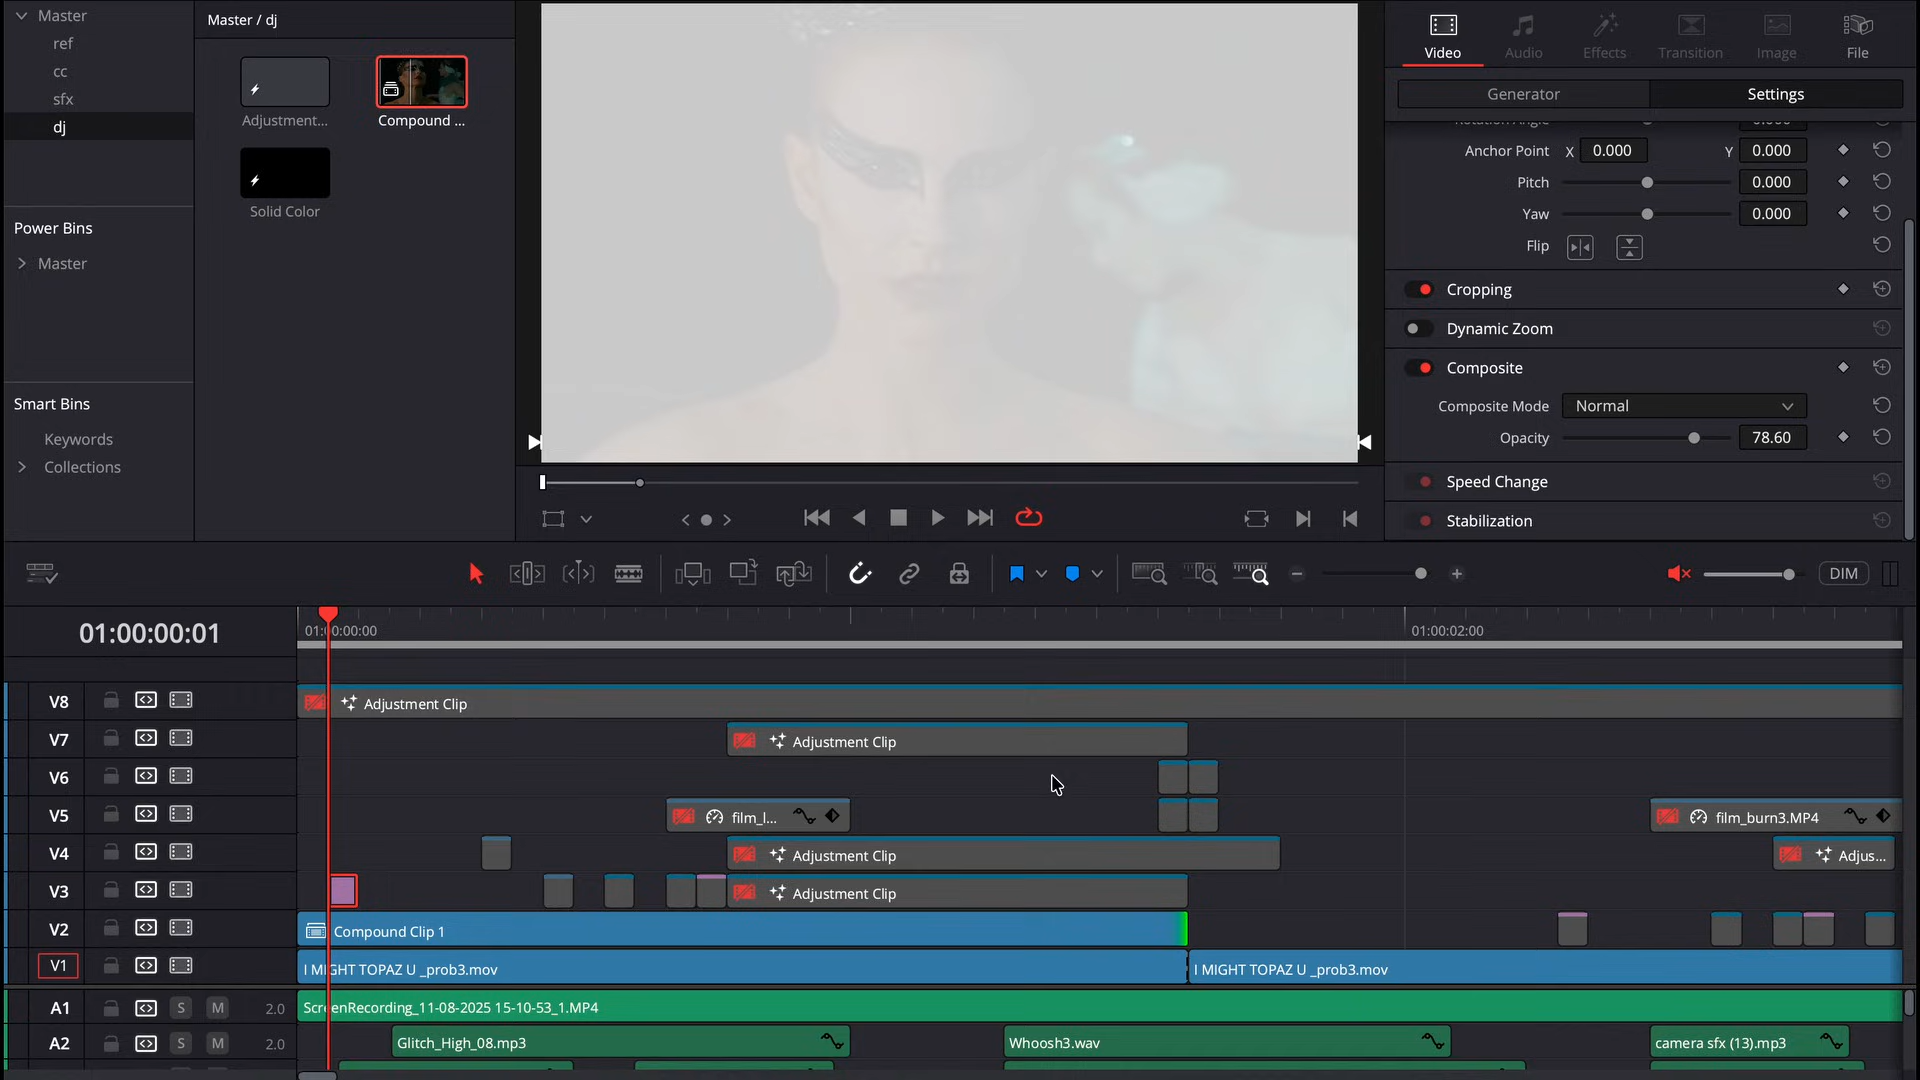 Master
ref
cc
sfx
dj
Power Bins
Master
Smart Bins
Keywords
Collections
Master / dj
Adjustment...
Compound ...
Solid Color
Video
Audio
Effects
Transition
Image
File
Generator
Settings
Rotation Angle 0.000
Anchor Point X 0.000 Y 0.000
Pitch 0.000
Yaw 0.000
Flip
Cropping
Dynamic Zoom
Composite
Composite Mode Normal
Opacity 78.60
Speed Change
Stabilization
DIM
01:00:00:01
01:00:00:00
01:00:02:00
V8 Adjustment Clip
V7 Adjustment Clip
V6
V5 film_l... film_burn3.MP4
V4 Adjustment Clip Adjus...
V3 Adjustment Clip
V2 Compound Clip 1
V1 I MIGHT TOPAZ U _prob3.mov I MIGHT TOPAZ U _prob3.mov
A1 S M 2.0 ScreenRecording_11-08-2025 15-10-53_1.MP4
A2 S M 2.0 Glitch_High_08.mp3 Whoosh3.wav camera sfx (13).mp3